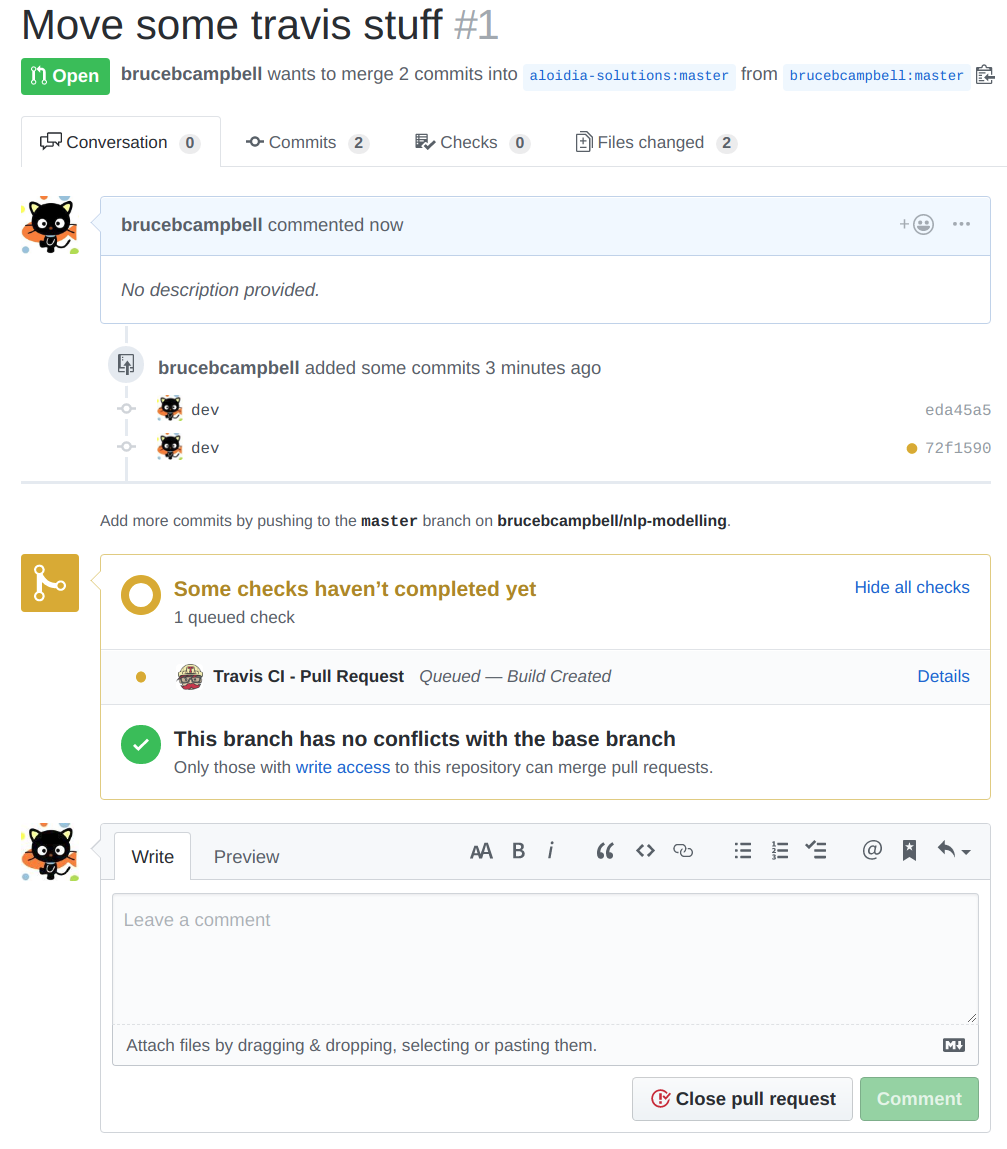 Move some travis stuff #1
Open brucebcampbell wants to merge 2 commits into aloidia-solutions:master from brucebcampbell:master
Conversation 0 Commits 2 Checks 0 Files changed 2
brucebcampbell commented now
No description provided.
brucebcampbell added some commits 3 minutes ago
dev eda45a5
dev 72f1590
Add more commits by pushing to the master branch on brucebcampbell/nlp-modelling.
Some checks haven’t completed yet Hide all checks
1 queued check
Travis CI - Pull Request Queued — Build Created Details
This branch has no conflicts with the base branch
Only those with write access to this repository can merge pull requests.
Write Preview
Leave a comment
Attach files by dragging & dropping, selecting or pasting them.
Close pull request Comment